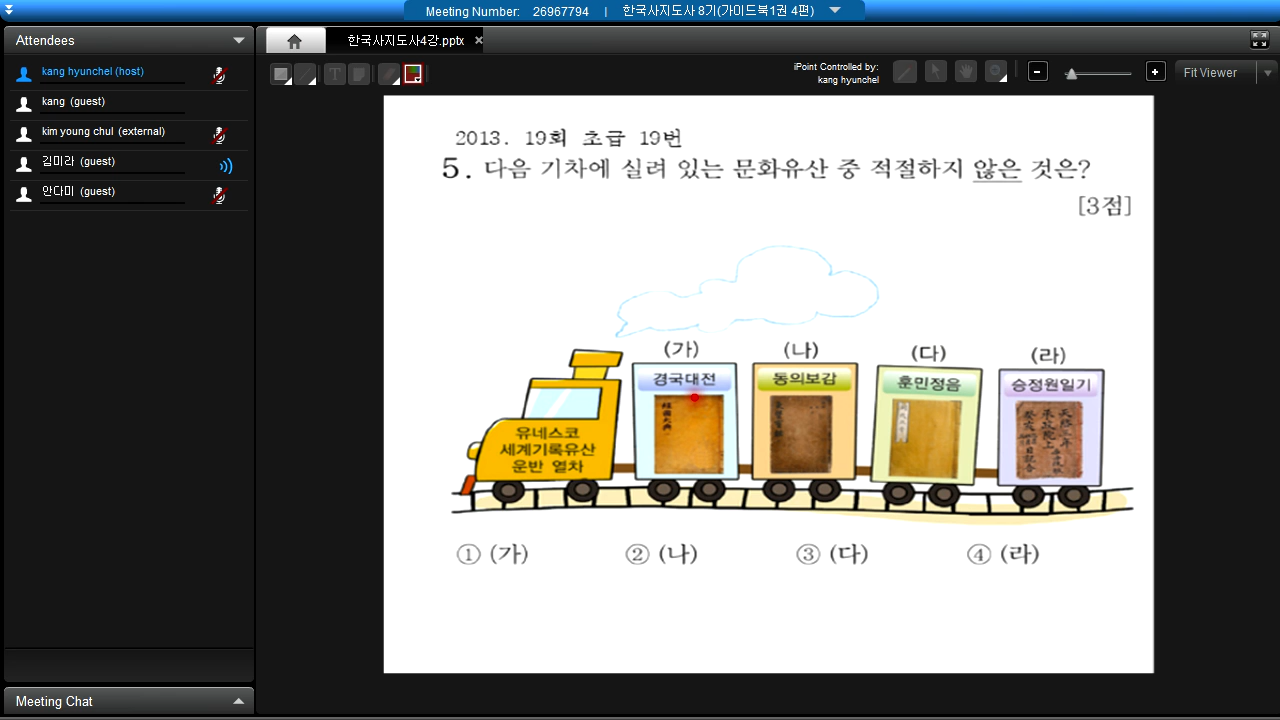 Meeting Number: 26967794 | 한국사지도사 8기(가이드북1권 4편)
Attendees
한국사지도사4강.pptx
kang hyunchel (host)
kang (guest)
kim young chul (external)
김미라 (guest)
안다미 (guest)
iPoint Controlled by:
kang hyunchel
Fit Viewer
2013. 19회 초급 19번
5. 다음 기차에 실려 있는 문화유산 중 적절하지 않은 것은?
[3점]
(가) (나) (다) (라)
경국대전 동의보감 훈민정음 승정원일기
유네스코
세계기록유산
운반 열차
① (가) ② (나) ③ (다) ④ (라)
Meeting Chat